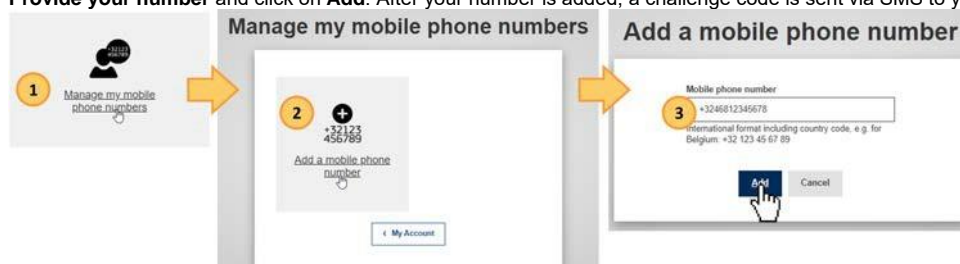 Provide your number and click on Add. After your number is added, a challenge code is sent via SMS to y
Manage my mobile phone numbers
Add a mobile phone number
+32123
456789
1
Manage my mobile
phone numbers
2
+32123
456789
Add a mobile phone
number
‹ My Account
Mobile phone number
3
+3246812345678
International format including country code, e.g. for
Belgium: +32 123 45 67 89
Add
Cancel